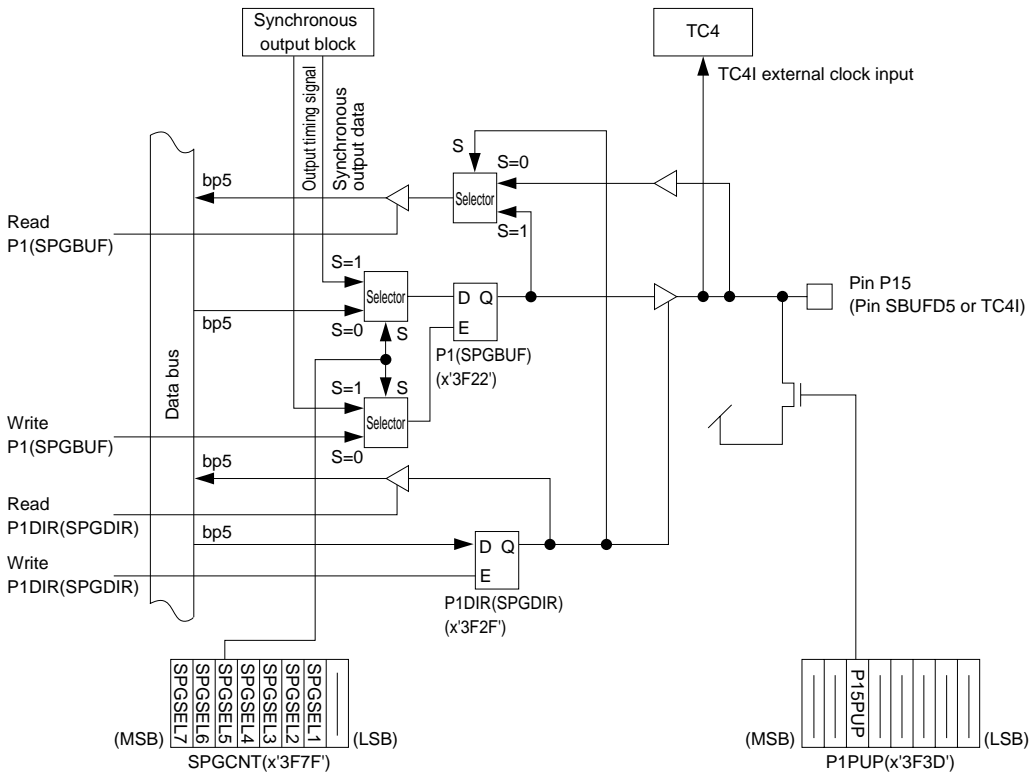 Synchronous
output block
TC4
TC4I external clock input
Output timing signal
Synchronous
output data
S
S=0
bp5
Selector
S=1
Read
P1(SPGBUF)
S=1
Selector
D Q
Pin P15
(Pin SBUFD5 or TC4I)
bp5
S=0
S
E
P1(SPGBUF)
(x'3F22')
Data bus
S=1
S
Selector
Write
P1(SPGBUF)
S=0
bp5
Read
P1DIR(SPGDIR)
bp5
D Q
Write
P1DIR(SPGDIR)
E
P1DIR(SPGDIR)
(x'3F2F')
SPGSEL7
SPGSEL6
SPGSEL5
SPGSEL4
SPGSEL3
SPGSEL2
SPGSEL1
(MSB)
(LSB)
SPGCNT(x'3F7F')
P15PUP
(MSB)
(LSB)
P1PUP(x'3F3D')